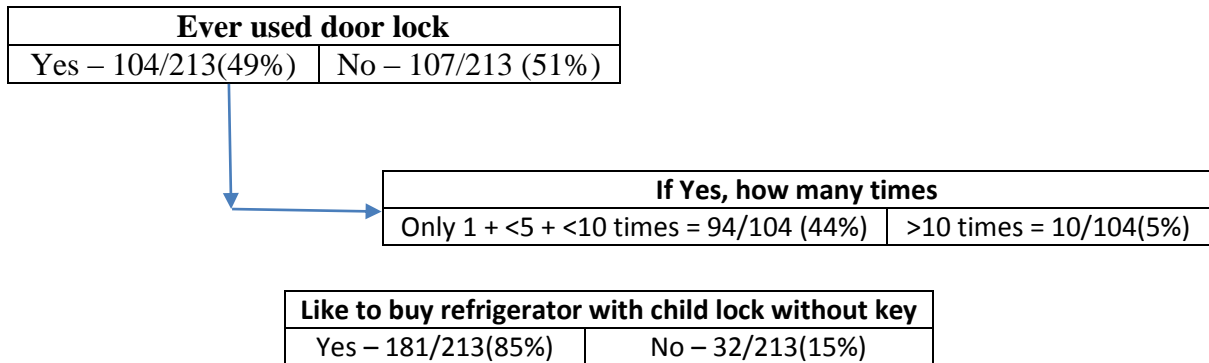 Ever used door lock
Yes – 104/213(49%) No – 107/213 (51%)
If Yes, how many times
Only 1 + <5 + <10 times = 94/104 (44%) >10 times = 10/104(5%)
Like to buy refrigerator with child lock without key
Yes – 181/213(85%) No – 32/213(15%)